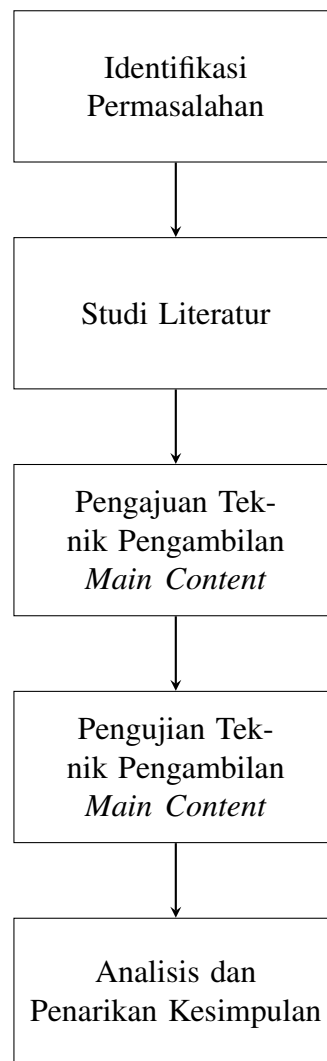 Identifikasi
Permasalahan
Studi Literatur
Pengajuan Tek-
nik Pengambilan
Main Content
Pengujian Tek-
nik Pengambilan
Main Content
Analisis dan
Penarikan Kesimpulan